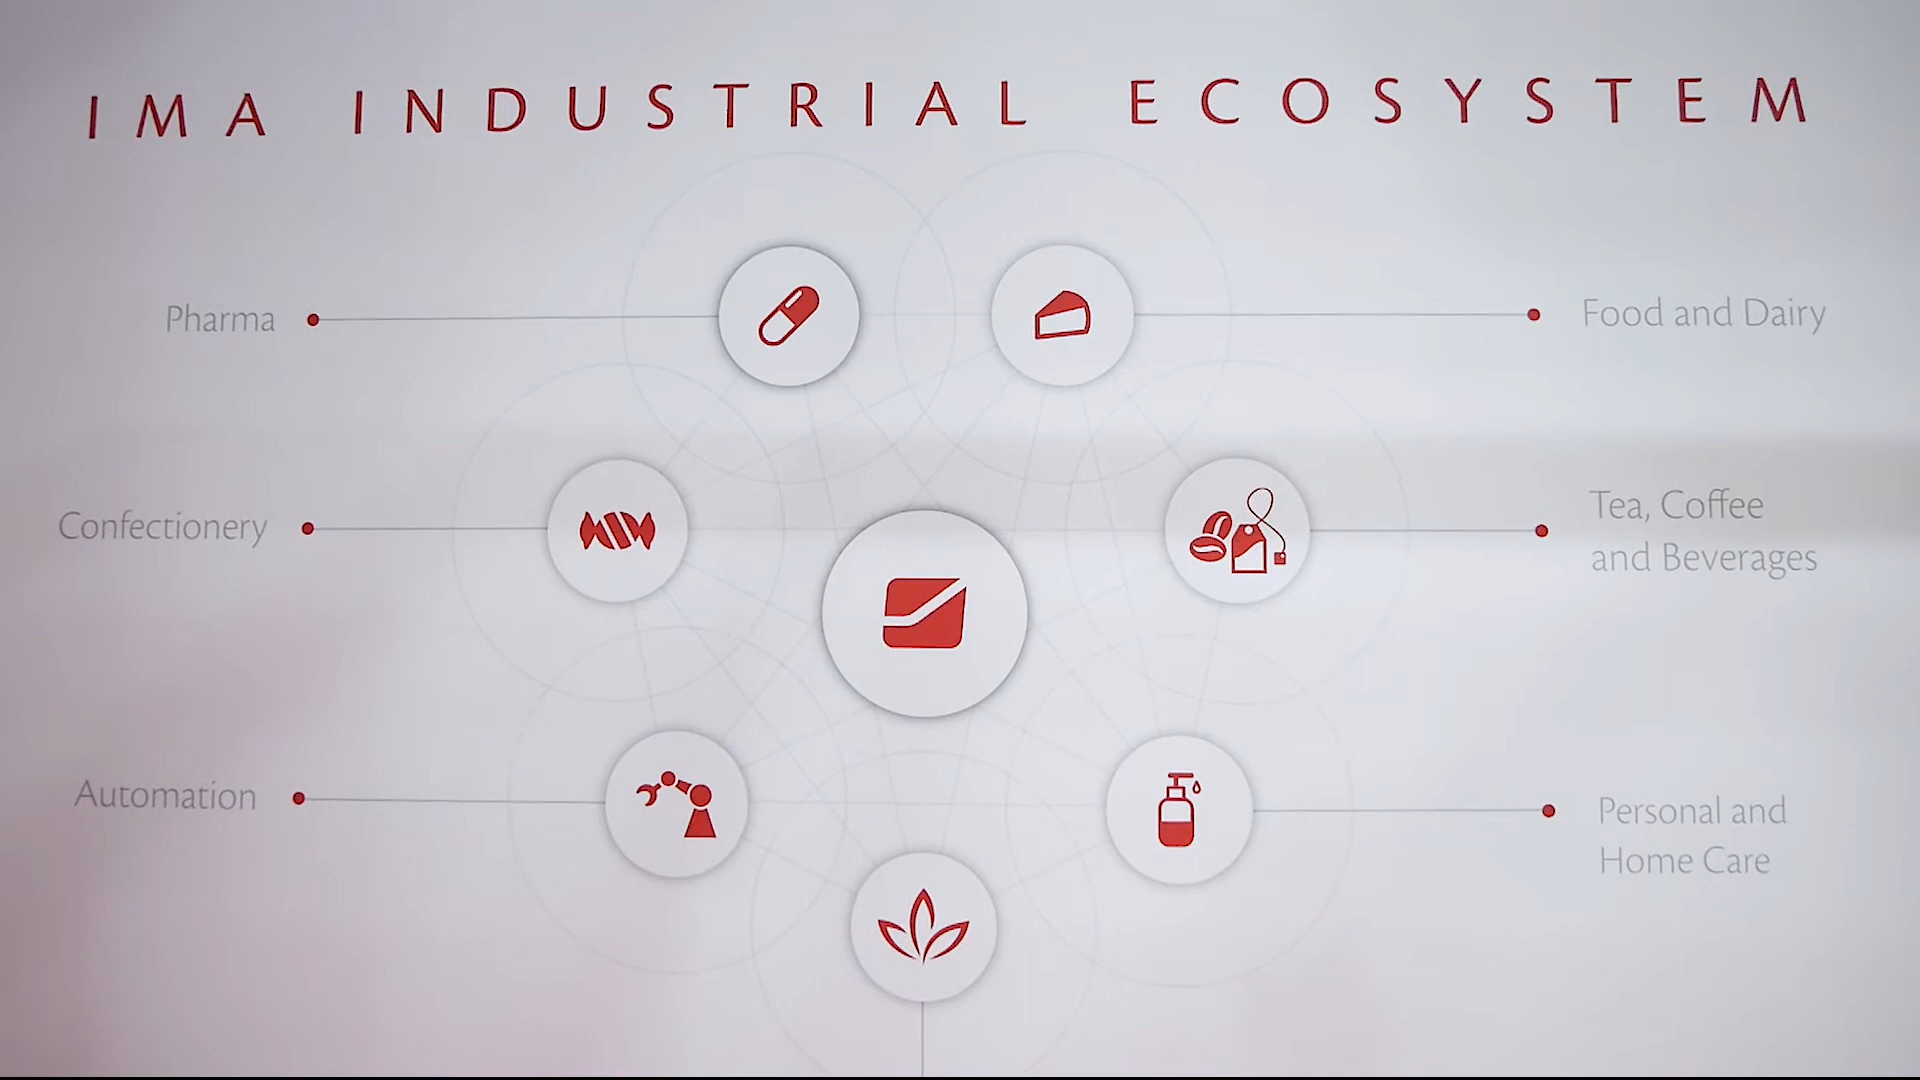 IMA INDUSTRIAL ECOSYSTEM
Pharma
Food and Dairy
Confectionery
Tea, Coffee
and Beverages
Automation
Personal and
Home Care